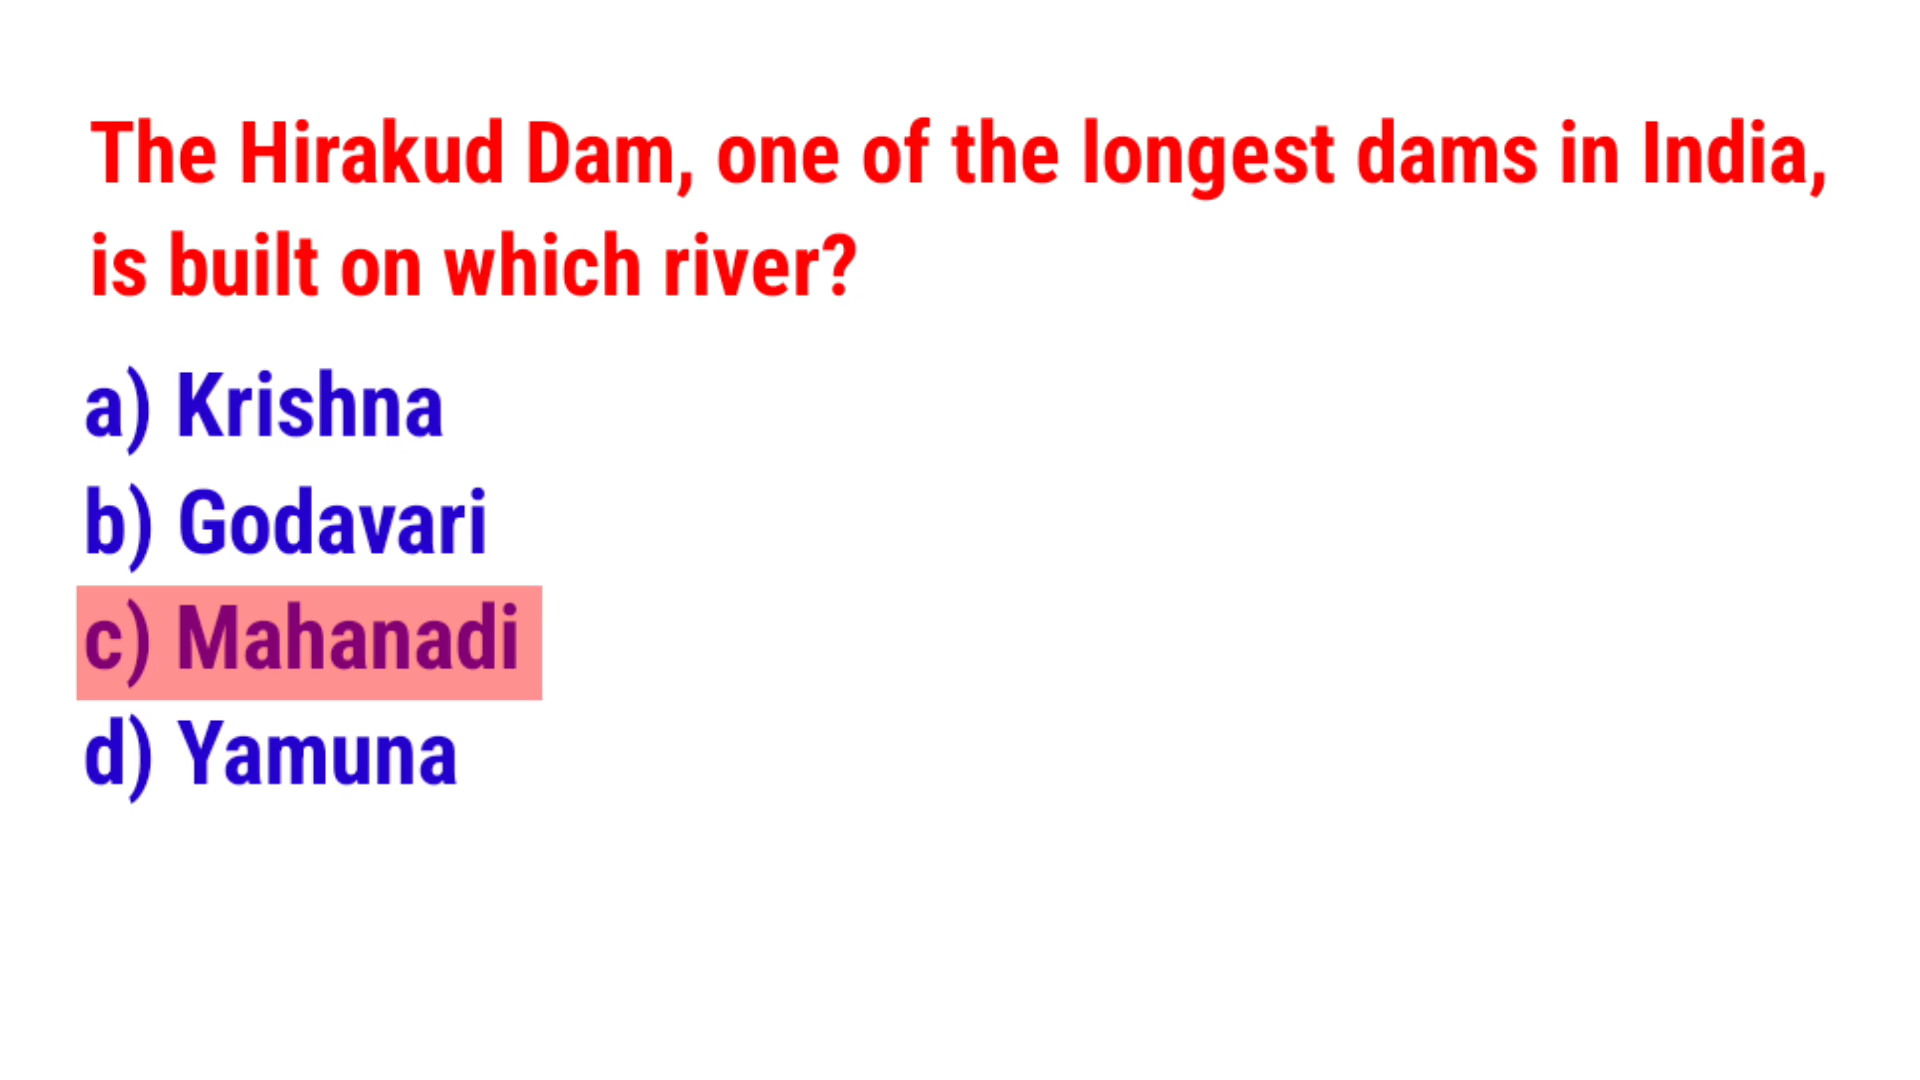 The Hirakud Dam, one of the longest dams in India,
is built on which river?
a) Krishna
b) Godavari
c) Mahanadi
d) Yamuna